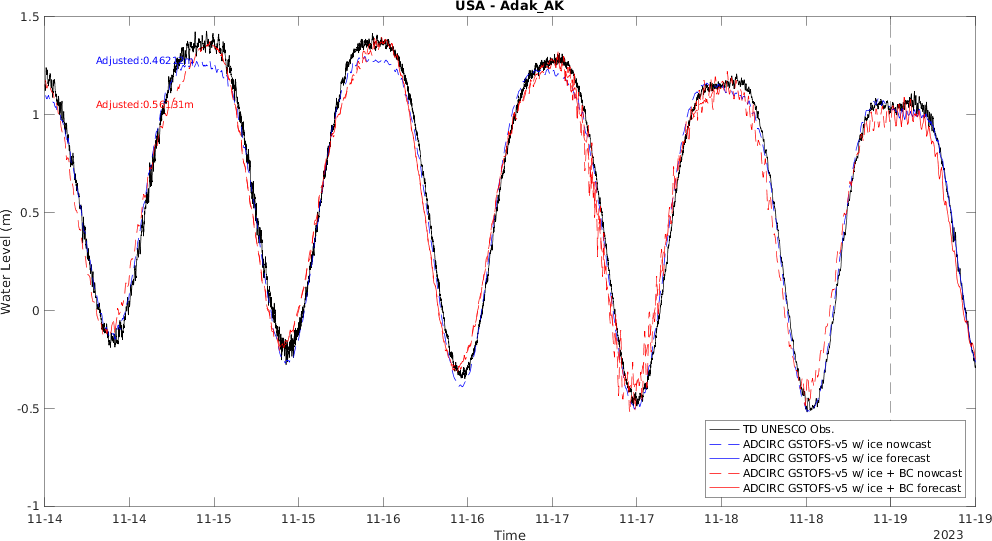 USA - Adak_AK
1.5
1
0.5
0
-0.5
-1
Water Level (m)
Adjusted:0.462
TD UNESCO Obs.
ADCIRC GSTOFS-v5 w/ ice nowcast
ADCIRC GSTOFS-v5 w/ ice forecast
ADCIRC GSTOFS-v5 w/ ice + BC nowcast
ADCIRC GSTOFS-v5 w/ ice + BC forecast
11-14 11-14 11-15 11-15 11-16 11-16 11-17 11-17 11-18 11-18 11-19 11-19
Time
2023